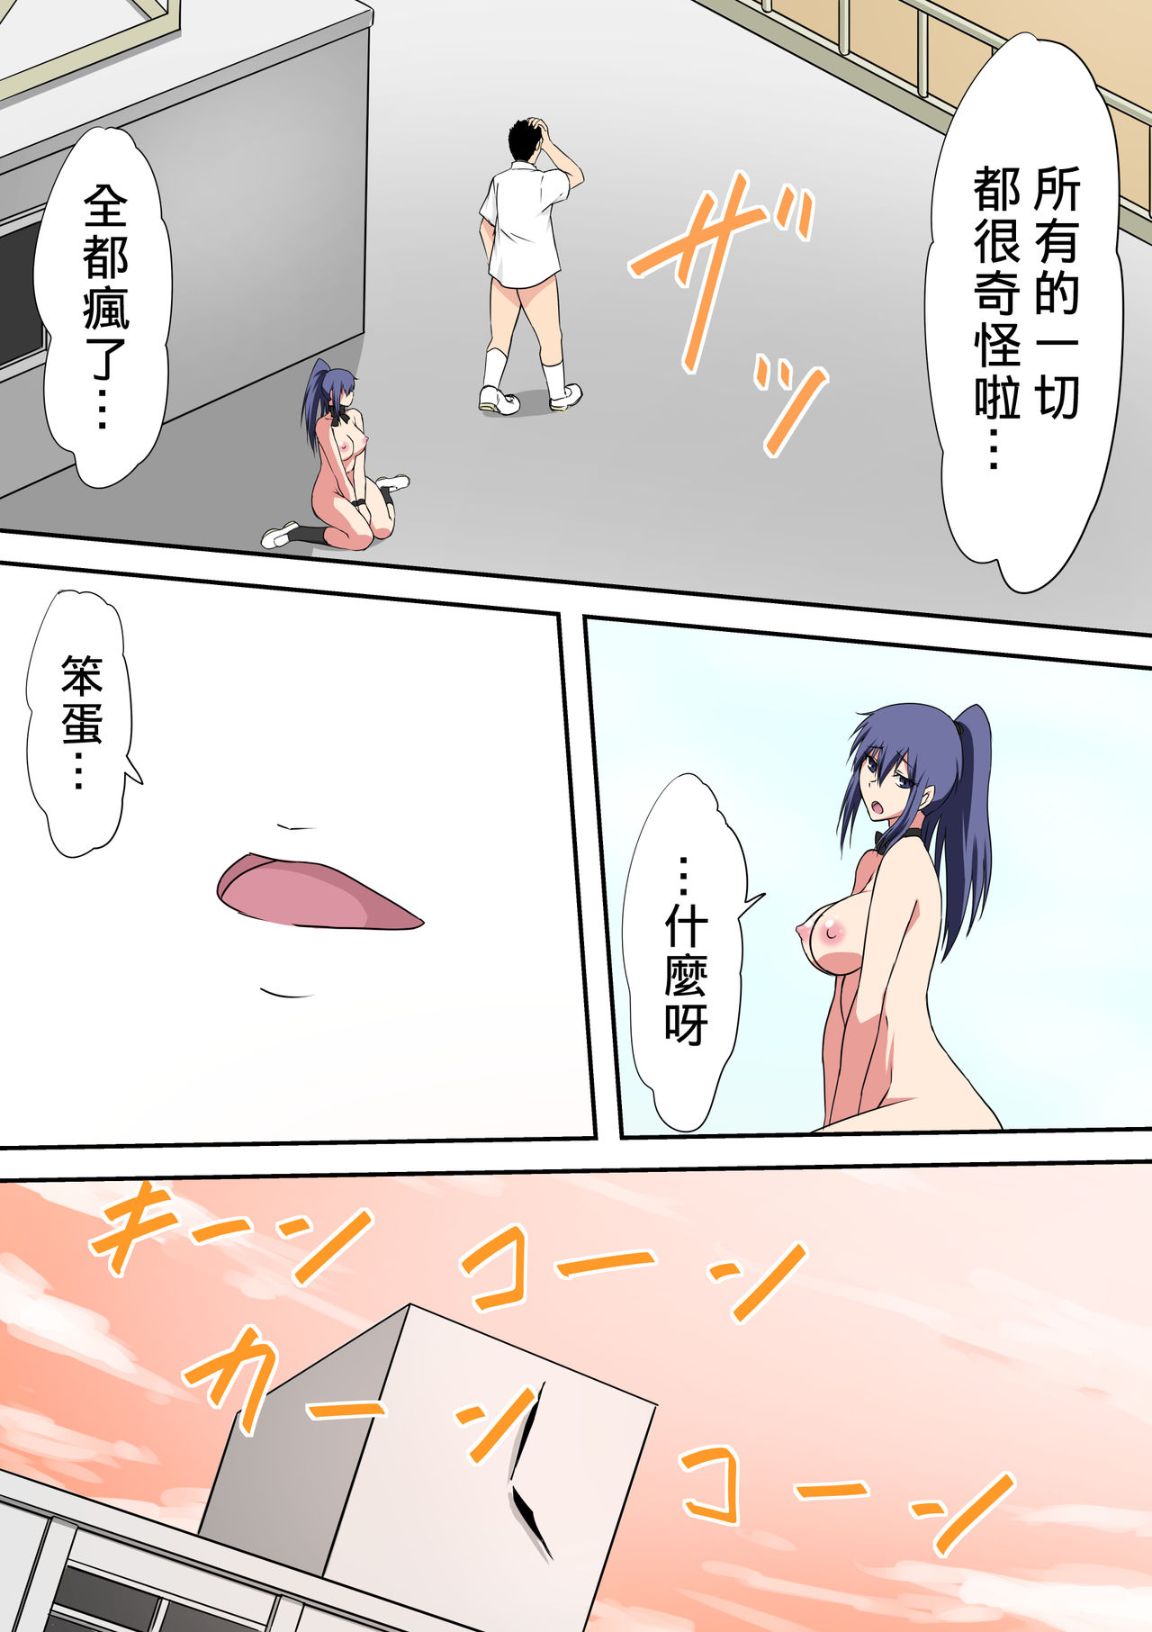 所有的一切
都很奇怪啦…
ザザッ
全都瘋了…
…什麼呀
笨蛋…
キーンコーン
カーンコーン